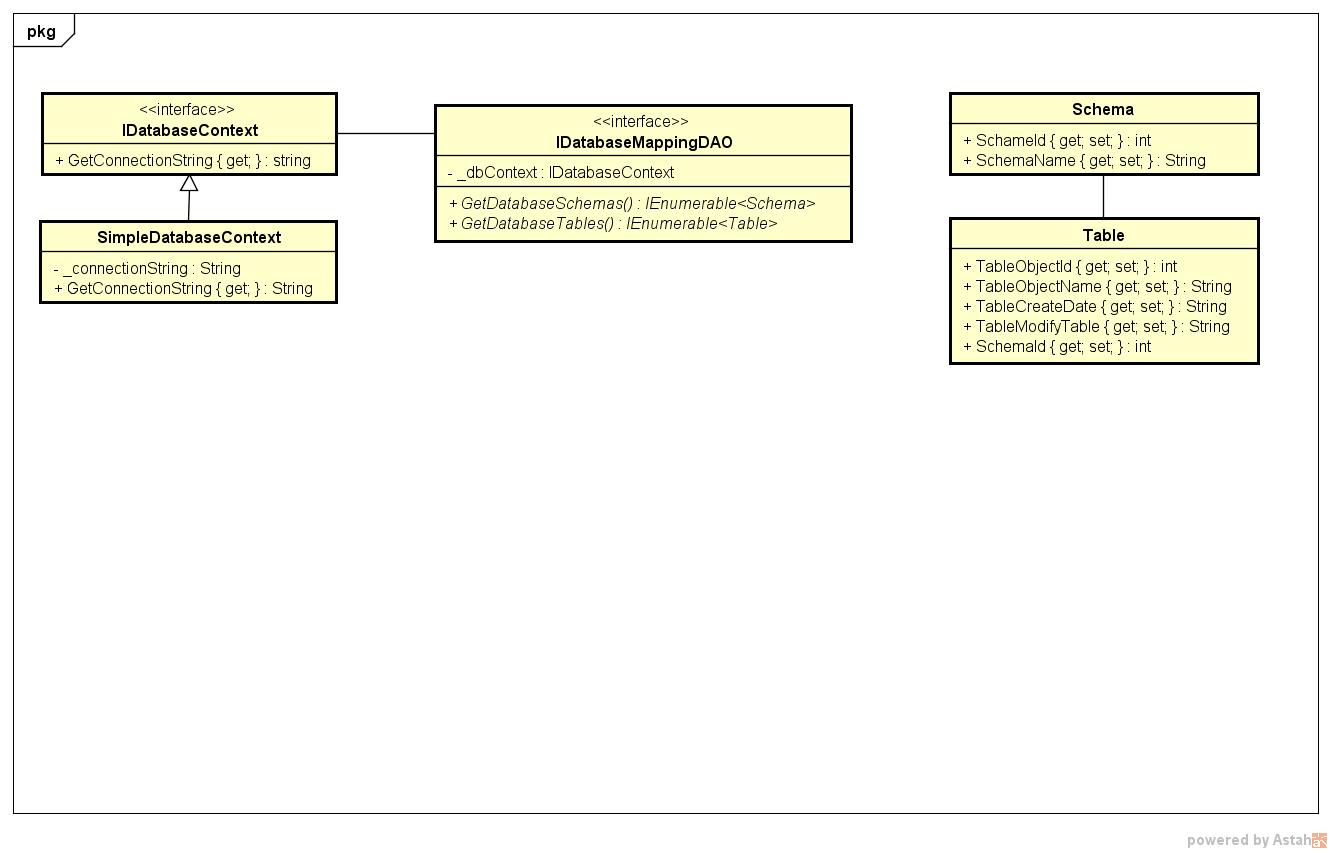 pkg
<<interface>>
IDatabaseContext
+ GetConnectionString { get; } : string
SimpleDatabaseContext
- _connectionString : String
+ GetConnectionString { get; } : String
<<interface>>
IDatabaseMappingDAO
- _dbContext : IDatabaseContext
+ GetDatabaseSchemas() : IEnumerable<Schema>
+ GetDatabaseTables() : IEnumerable<Table>
Schema
+ SchameId { get; set; } : int
+ SchemaName { get; set; } : String
Table
+ TableObjectId { get; set; } : int
+ TableObjectName { get; set; } : String
+ TableCreateDate { get; set; } : String
+ TableModifyTable { get; set; } : String
+ SchemaId { get; set; } : int
powered by Astah